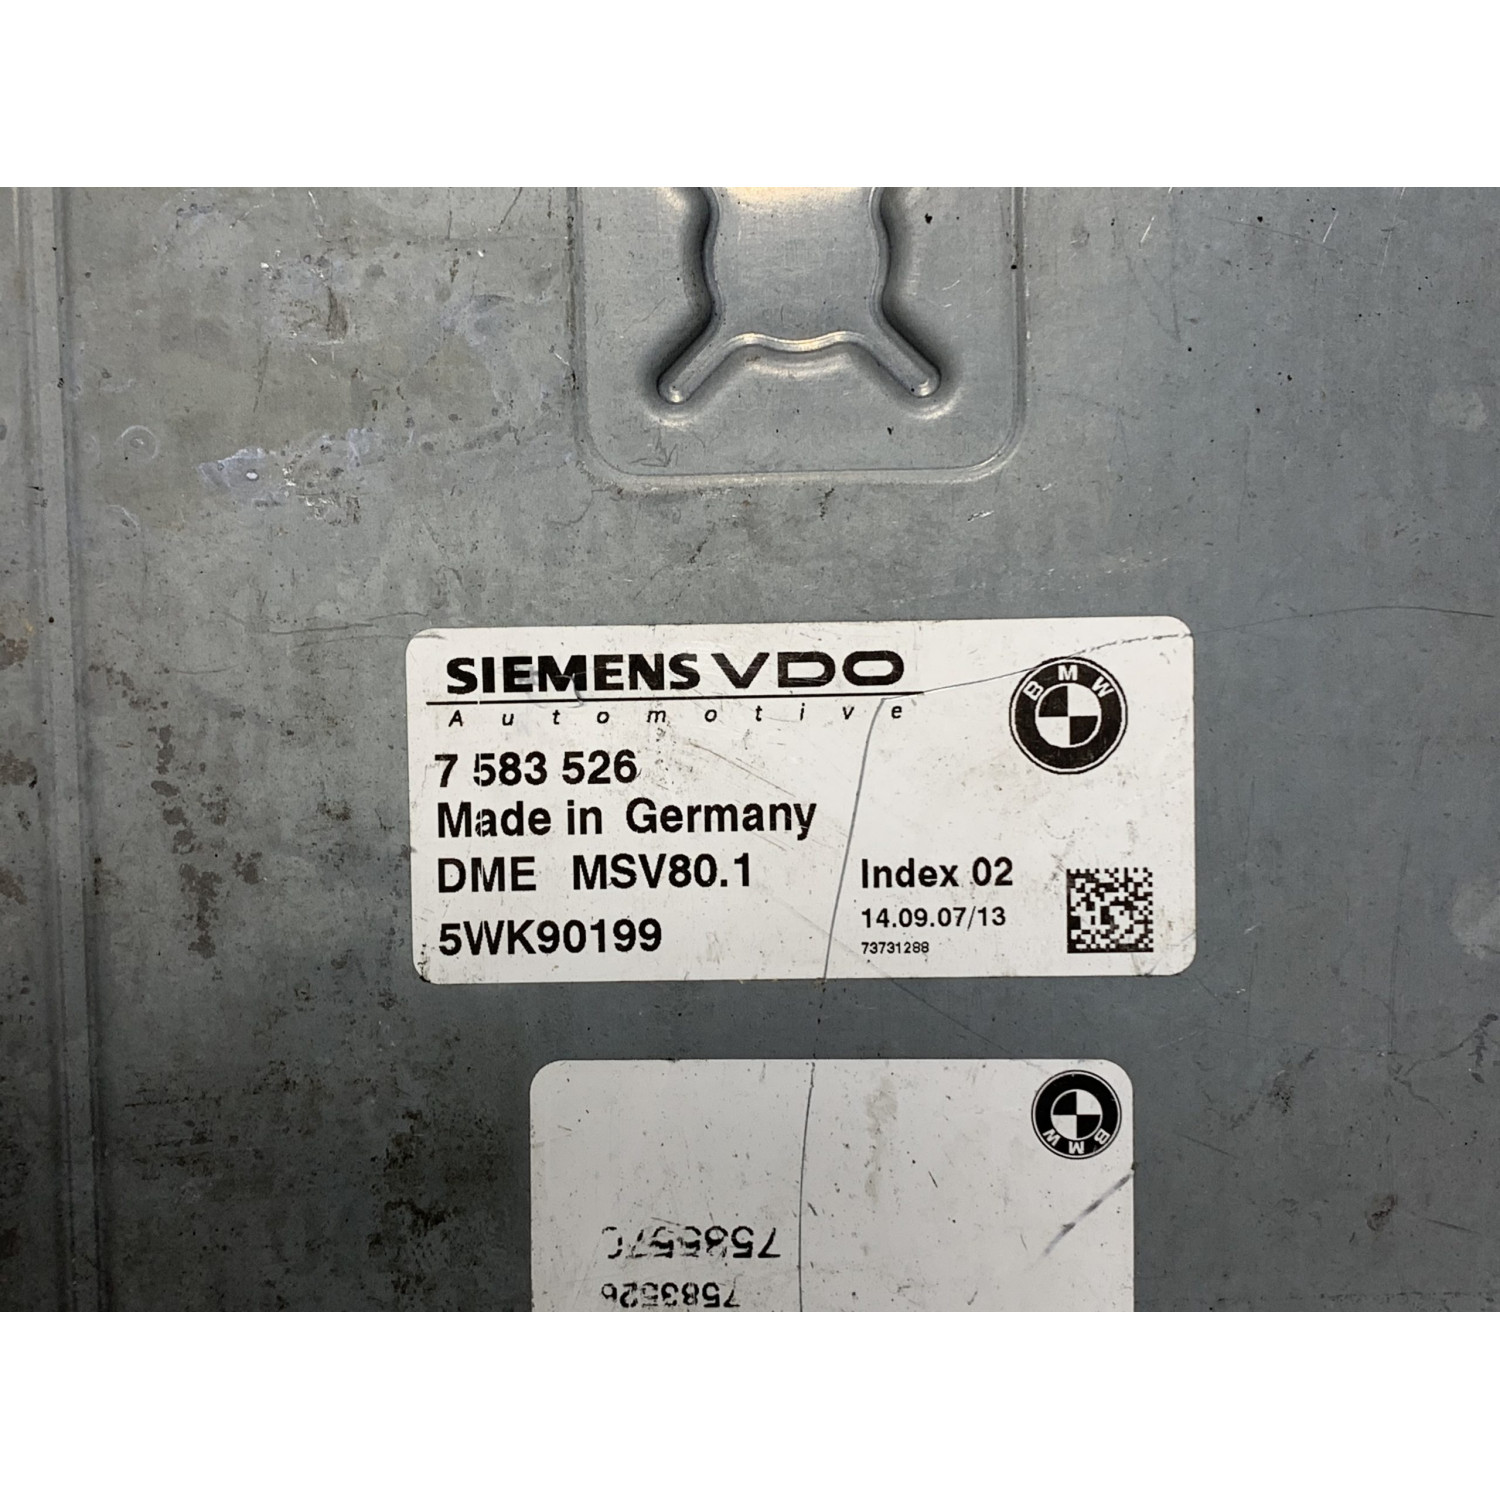 SIEMENS VDO
Automotive
BMW
7 583 526
Made in Germany
DME MSV80.1
5WK90199
Index 02
14.09.07/13
73731288
BMW
7583526